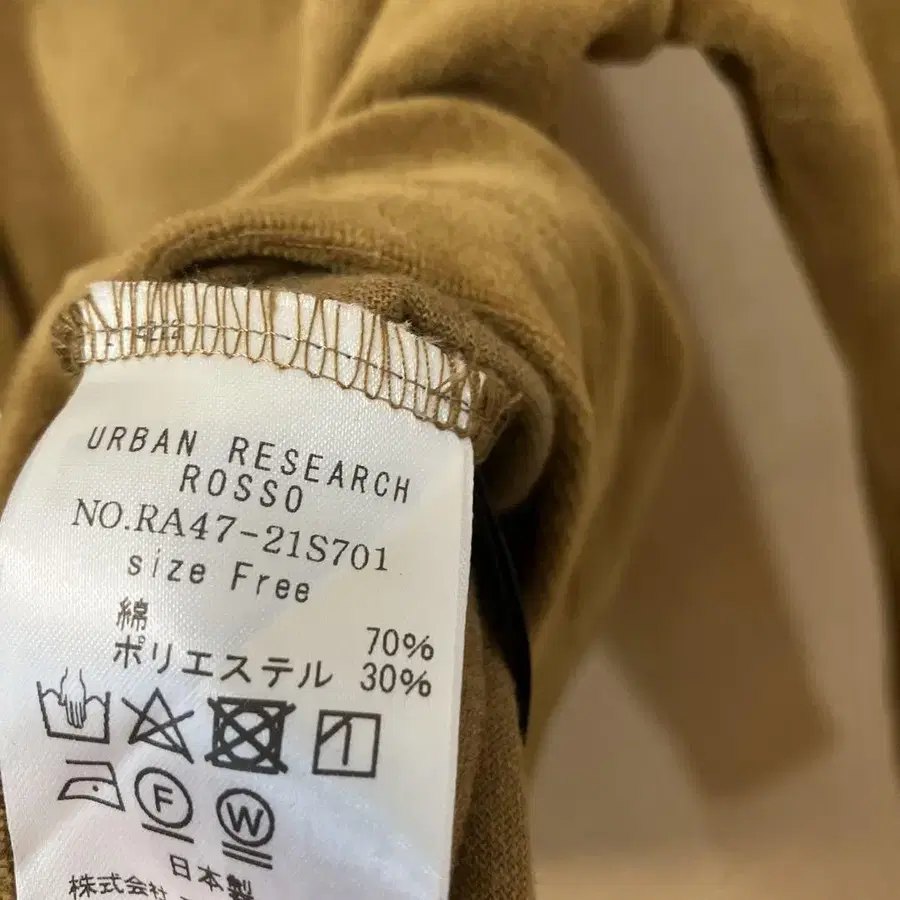 URBAN RESEARCH
ROSSO
NO.RA47-21S701
size Free
綿 70%
ポリエステル 30%
F W
日本製
株式会社